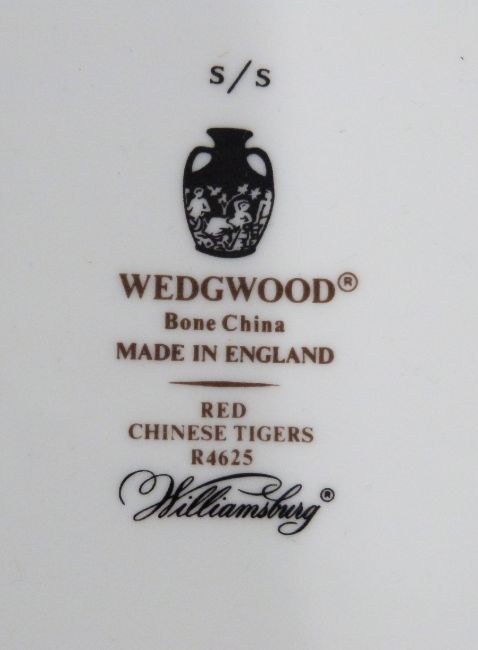 S/S
WEDGWOOD®
Bone China
MADE IN ENGLAND
RED
CHINESE TIGERS
R4625
Williamsburg®